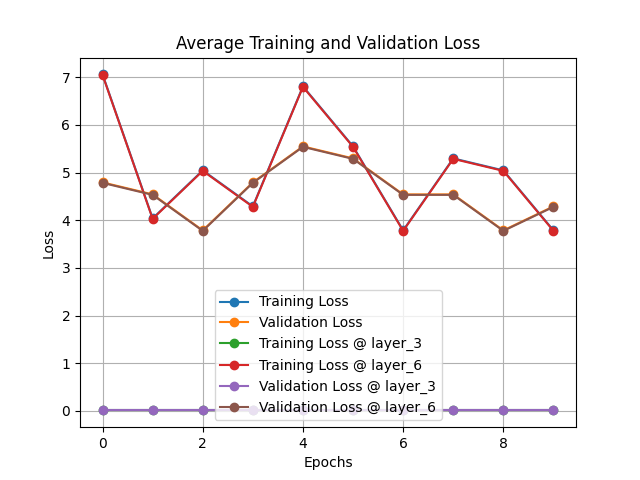 Average Training and Validation Loss
Loss
7
6
5
4
3
2
1
0
Training Loss
Validation Loss
Training Loss @ layer_3
Training Loss @ layer_6
Validation Loss @ layer_3
Validation Loss @ layer_6
0 2 4 6 8
Epochs